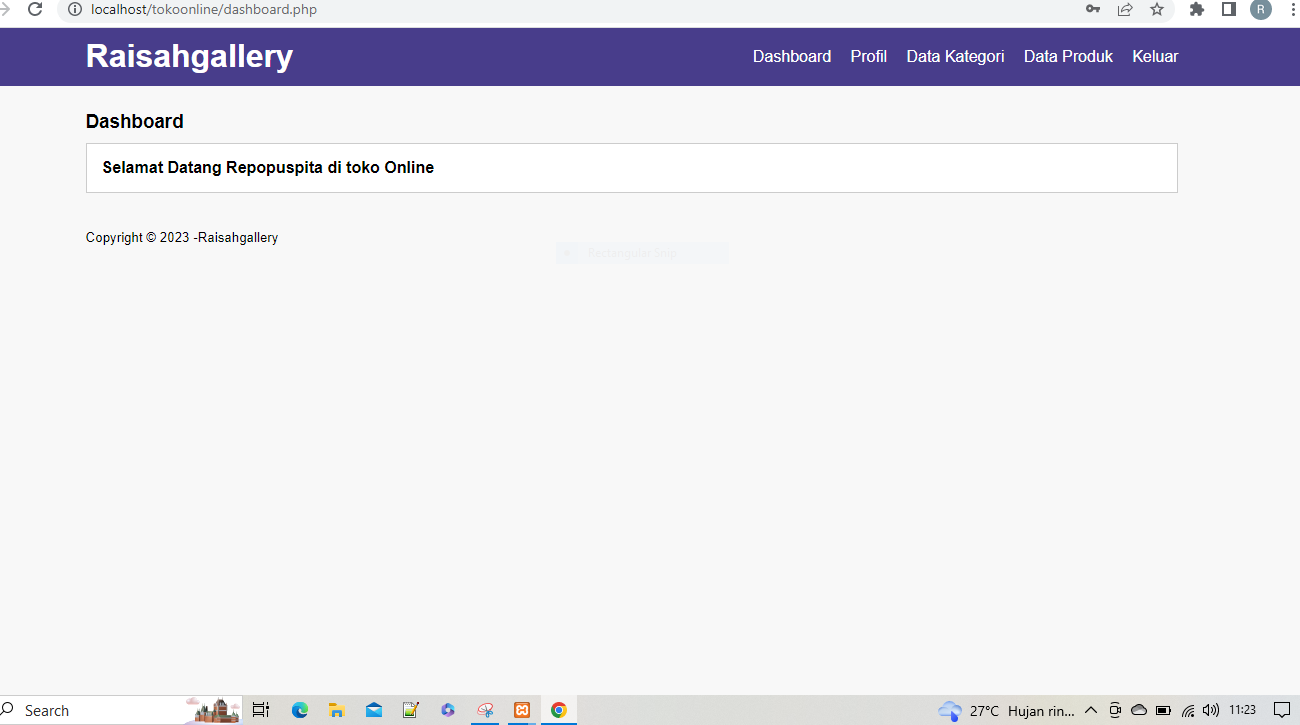 localhost/tokoonline/dashboard.php
R
Raisahgallery
Dashboard Profil Data Kategori Data Produk Keluar
Dashboard
Selamat Datang Repopuspita di toko Online
Copyright © 2023 -Raisahgallery
Rectangular Snip
Search
27°C Hujan rin... 11:23